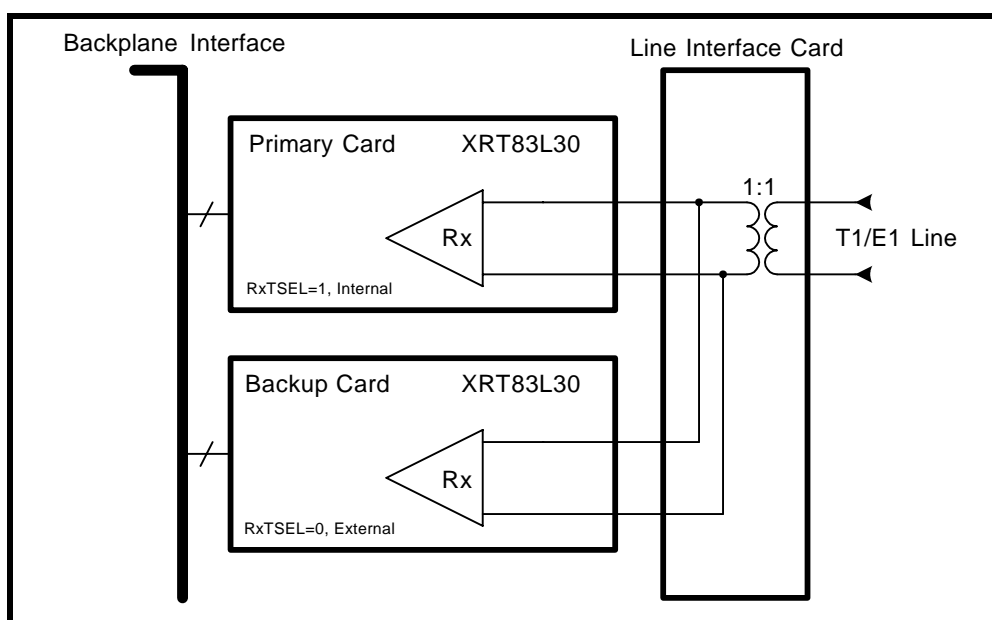 Backplane Interface
Line Interface Card
Primary Card XRT83L30
1:1
Rx
T1/E1 Line
RxTSEL=1, Internal
Backup Card XRT83L30
Rx
RxTSEL=0, External